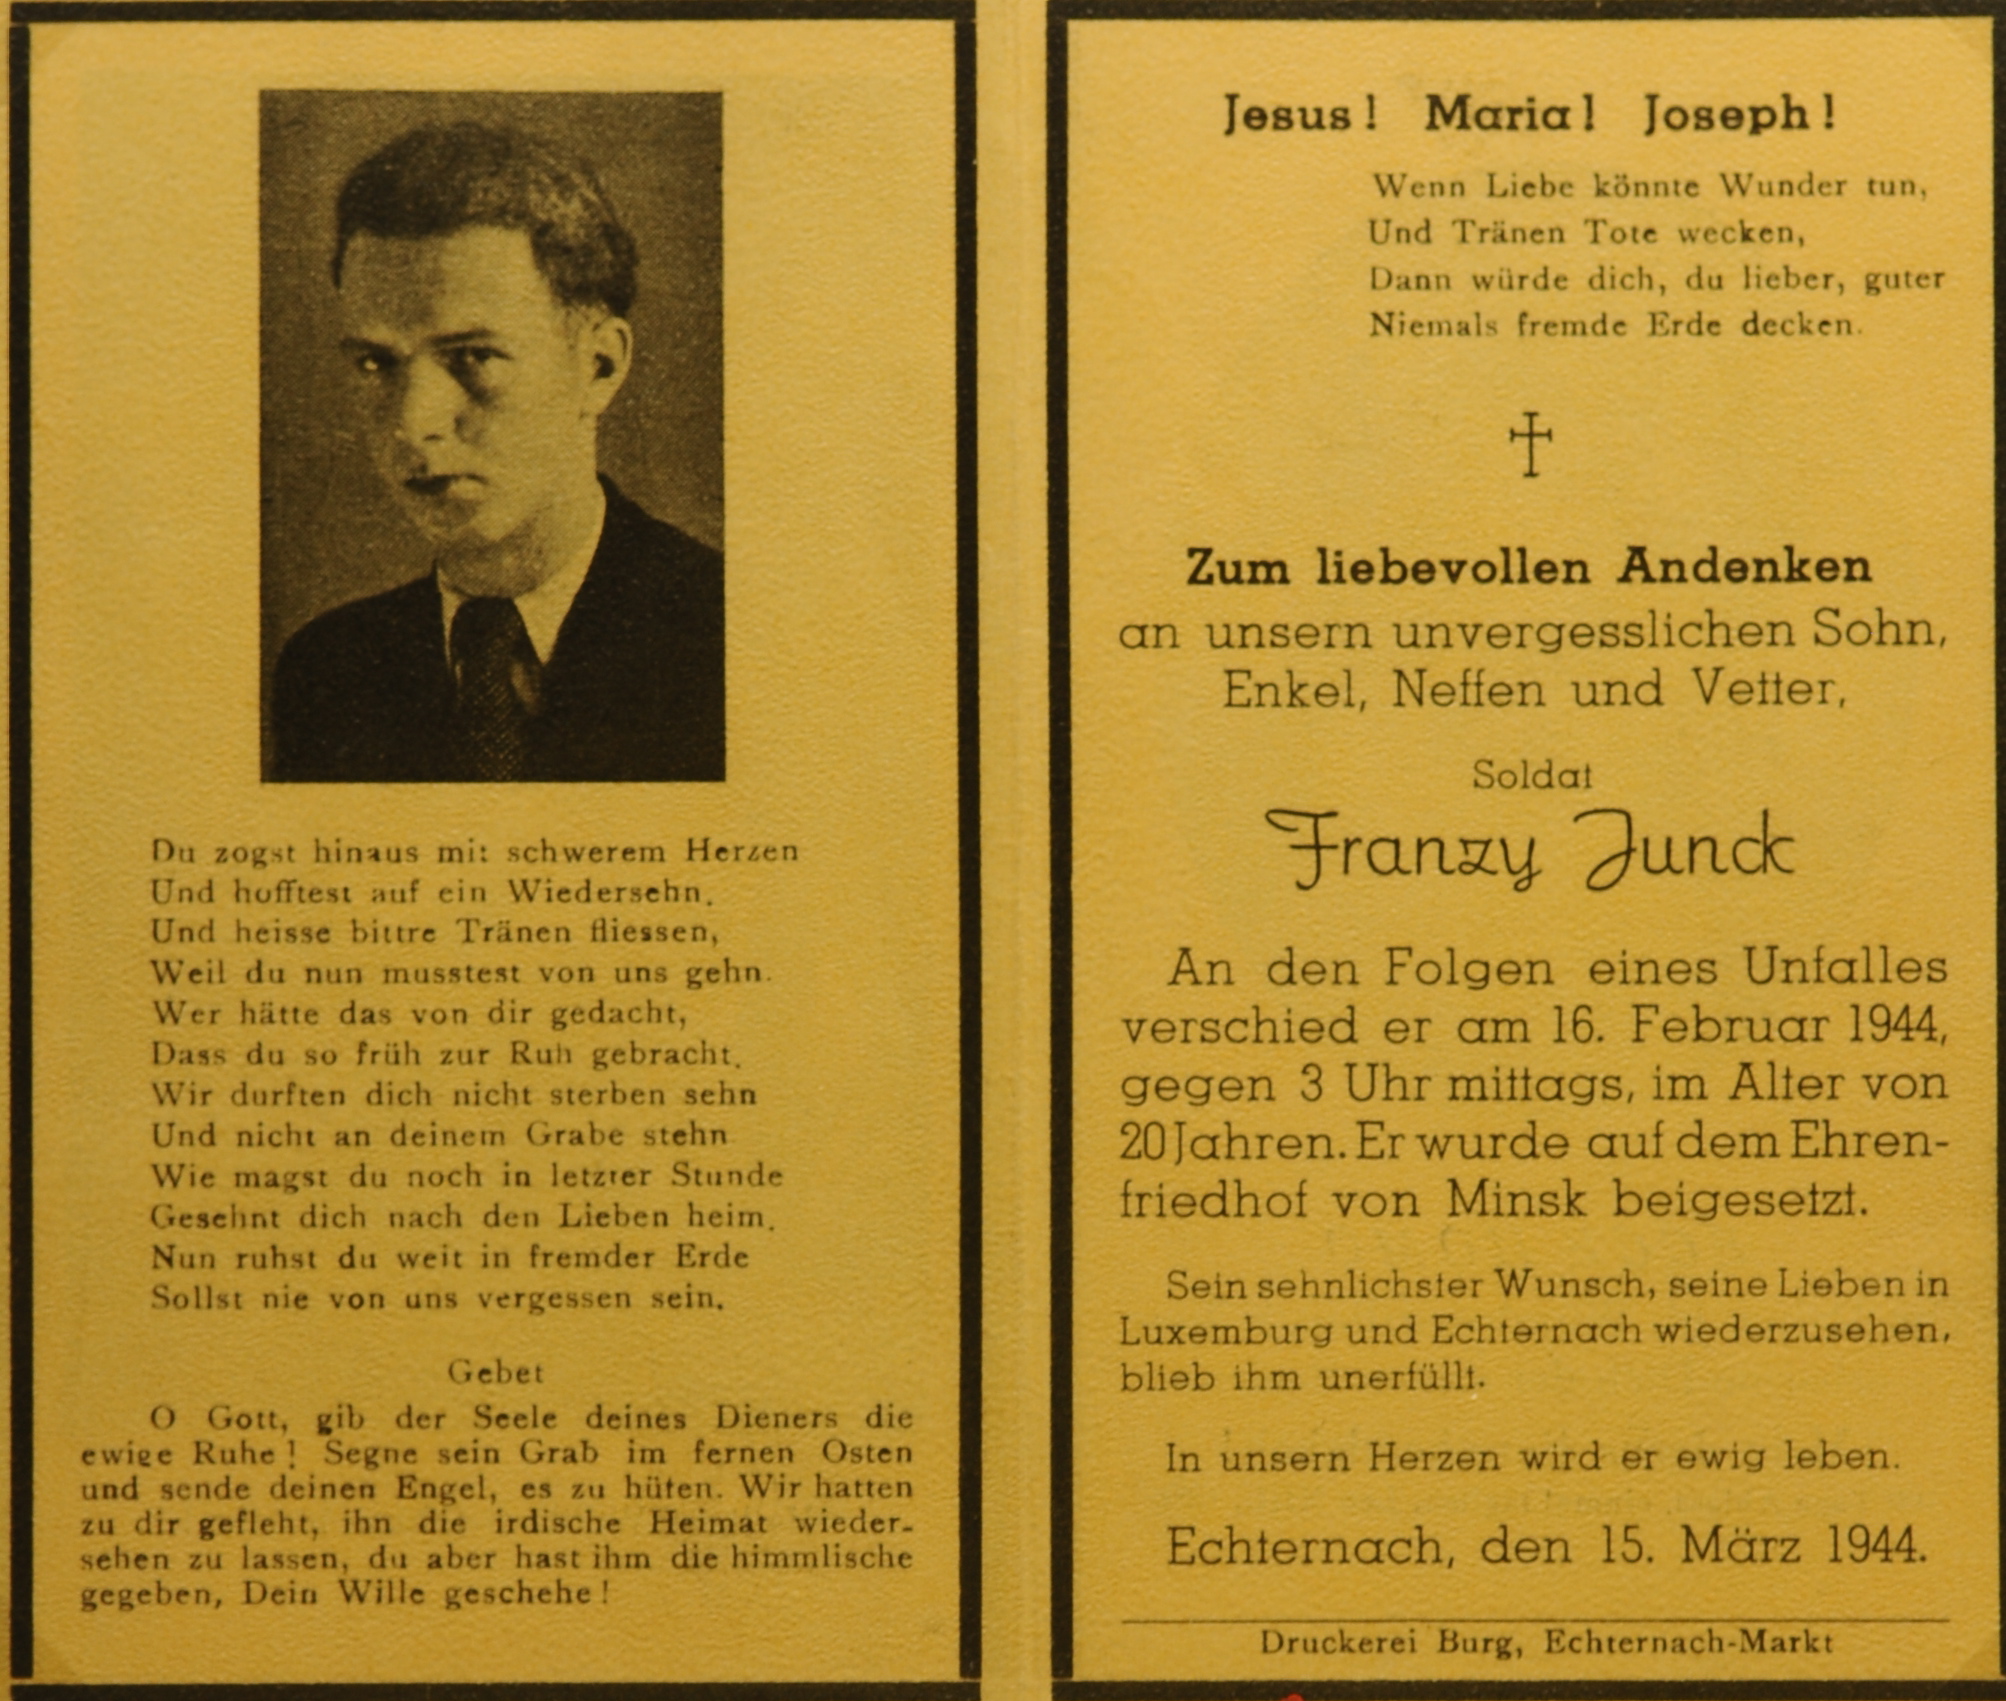 Du zogst hinaus mit schwerem Herzen
Und hofftest auf ein Wiedersehn.
Und heisse bittre Tränen fliessen,
Weil du nun musstest von uns gehn.
Wer hätte das von dir gedacht,
Dass du so früh zur Ruh gebracht.
Wir durften dich nicht sterben sehn
Und nicht an deinem Grabe stehn
Wie magst du noch in letzter Stunde
Gesehnt dich nach den Lieben heim.
Nun ruhst du weit in fremder Erde
Sollst nie von uns vergessen sein.
Gebet
O Gott, gib der Seele deines Dieners die
ewige Ruhe! Segne sein Grab im fernen Osten
und sende deinen Engel, es zu hüten. Wir hatten
zu dir gefleht, ihn die irdische Heimat wieder-
sehen zu lassen, du aber hast ihm die himmlische
gegeben, Dein Wille geschehe!
Jesus! Maria! Joseph!
Wenn Liebe könnte Wunder tun,
Und Tränen Tote wecken,
Dann würde dich, du lieber, guter
Niemals fremde Erde decken.
Zum liebevollen Andenken
an unsern unvergesslichen Sohn,
Enkel, Neffen und Vetter,
Soldat
Franzy Junck
An den Folgen eines Unfalles
verschied er am 16. Februar 1944,
gegen 3 Uhr mittags, im Alter von
20 Jahren. Er wurde auf dem Ehren-
friedhof von Minsk beigesetzt.
Sein sehnlichster Wunsch, seine Lieben in
Luxemburg und Echternach wiederzusehen,
blieb ihm unerfüllt.
In unsern Herzen wird er ewig leben.
Echternach, den 15. März 1944.
Druckerei Burg, Echternach-Markt